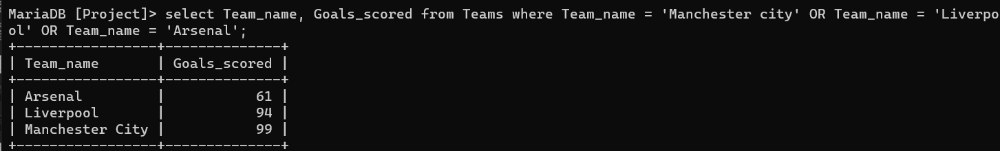 MariaDB [Project]> select Team_name, Goals_scored from Teams where Team_name = 'Manchester city' OR Team_name = 'Liverpo
ol' OR Team_name = 'Arsenal';
+-----------------+--------------+
| Team_name       | Goals_scored |
+-----------------+--------------+
| Arsenal         |           61 |
| Liverpool       |           94 |
| Manchester City |           99 |
+-----------------+--------------+